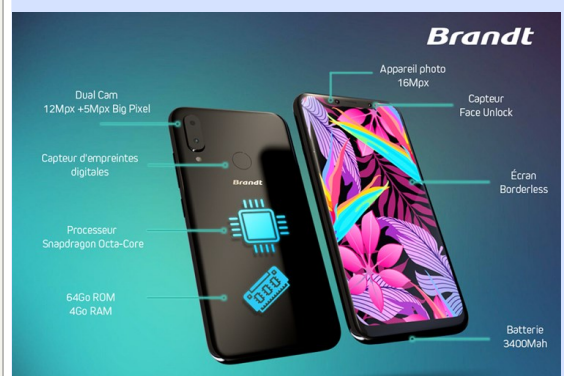 Brandt
Appareil photo
16Mpx
Dual Cam
12Mpx +5Mpx Big Pixel
Capteur
Face Unlock
Capteur d'empreintes
digitales
Écran
Borderless
Brandt
Processeur
Snapdragon Octa-Core
64Go ROM
4Go RAM
Batterie
3400Mah